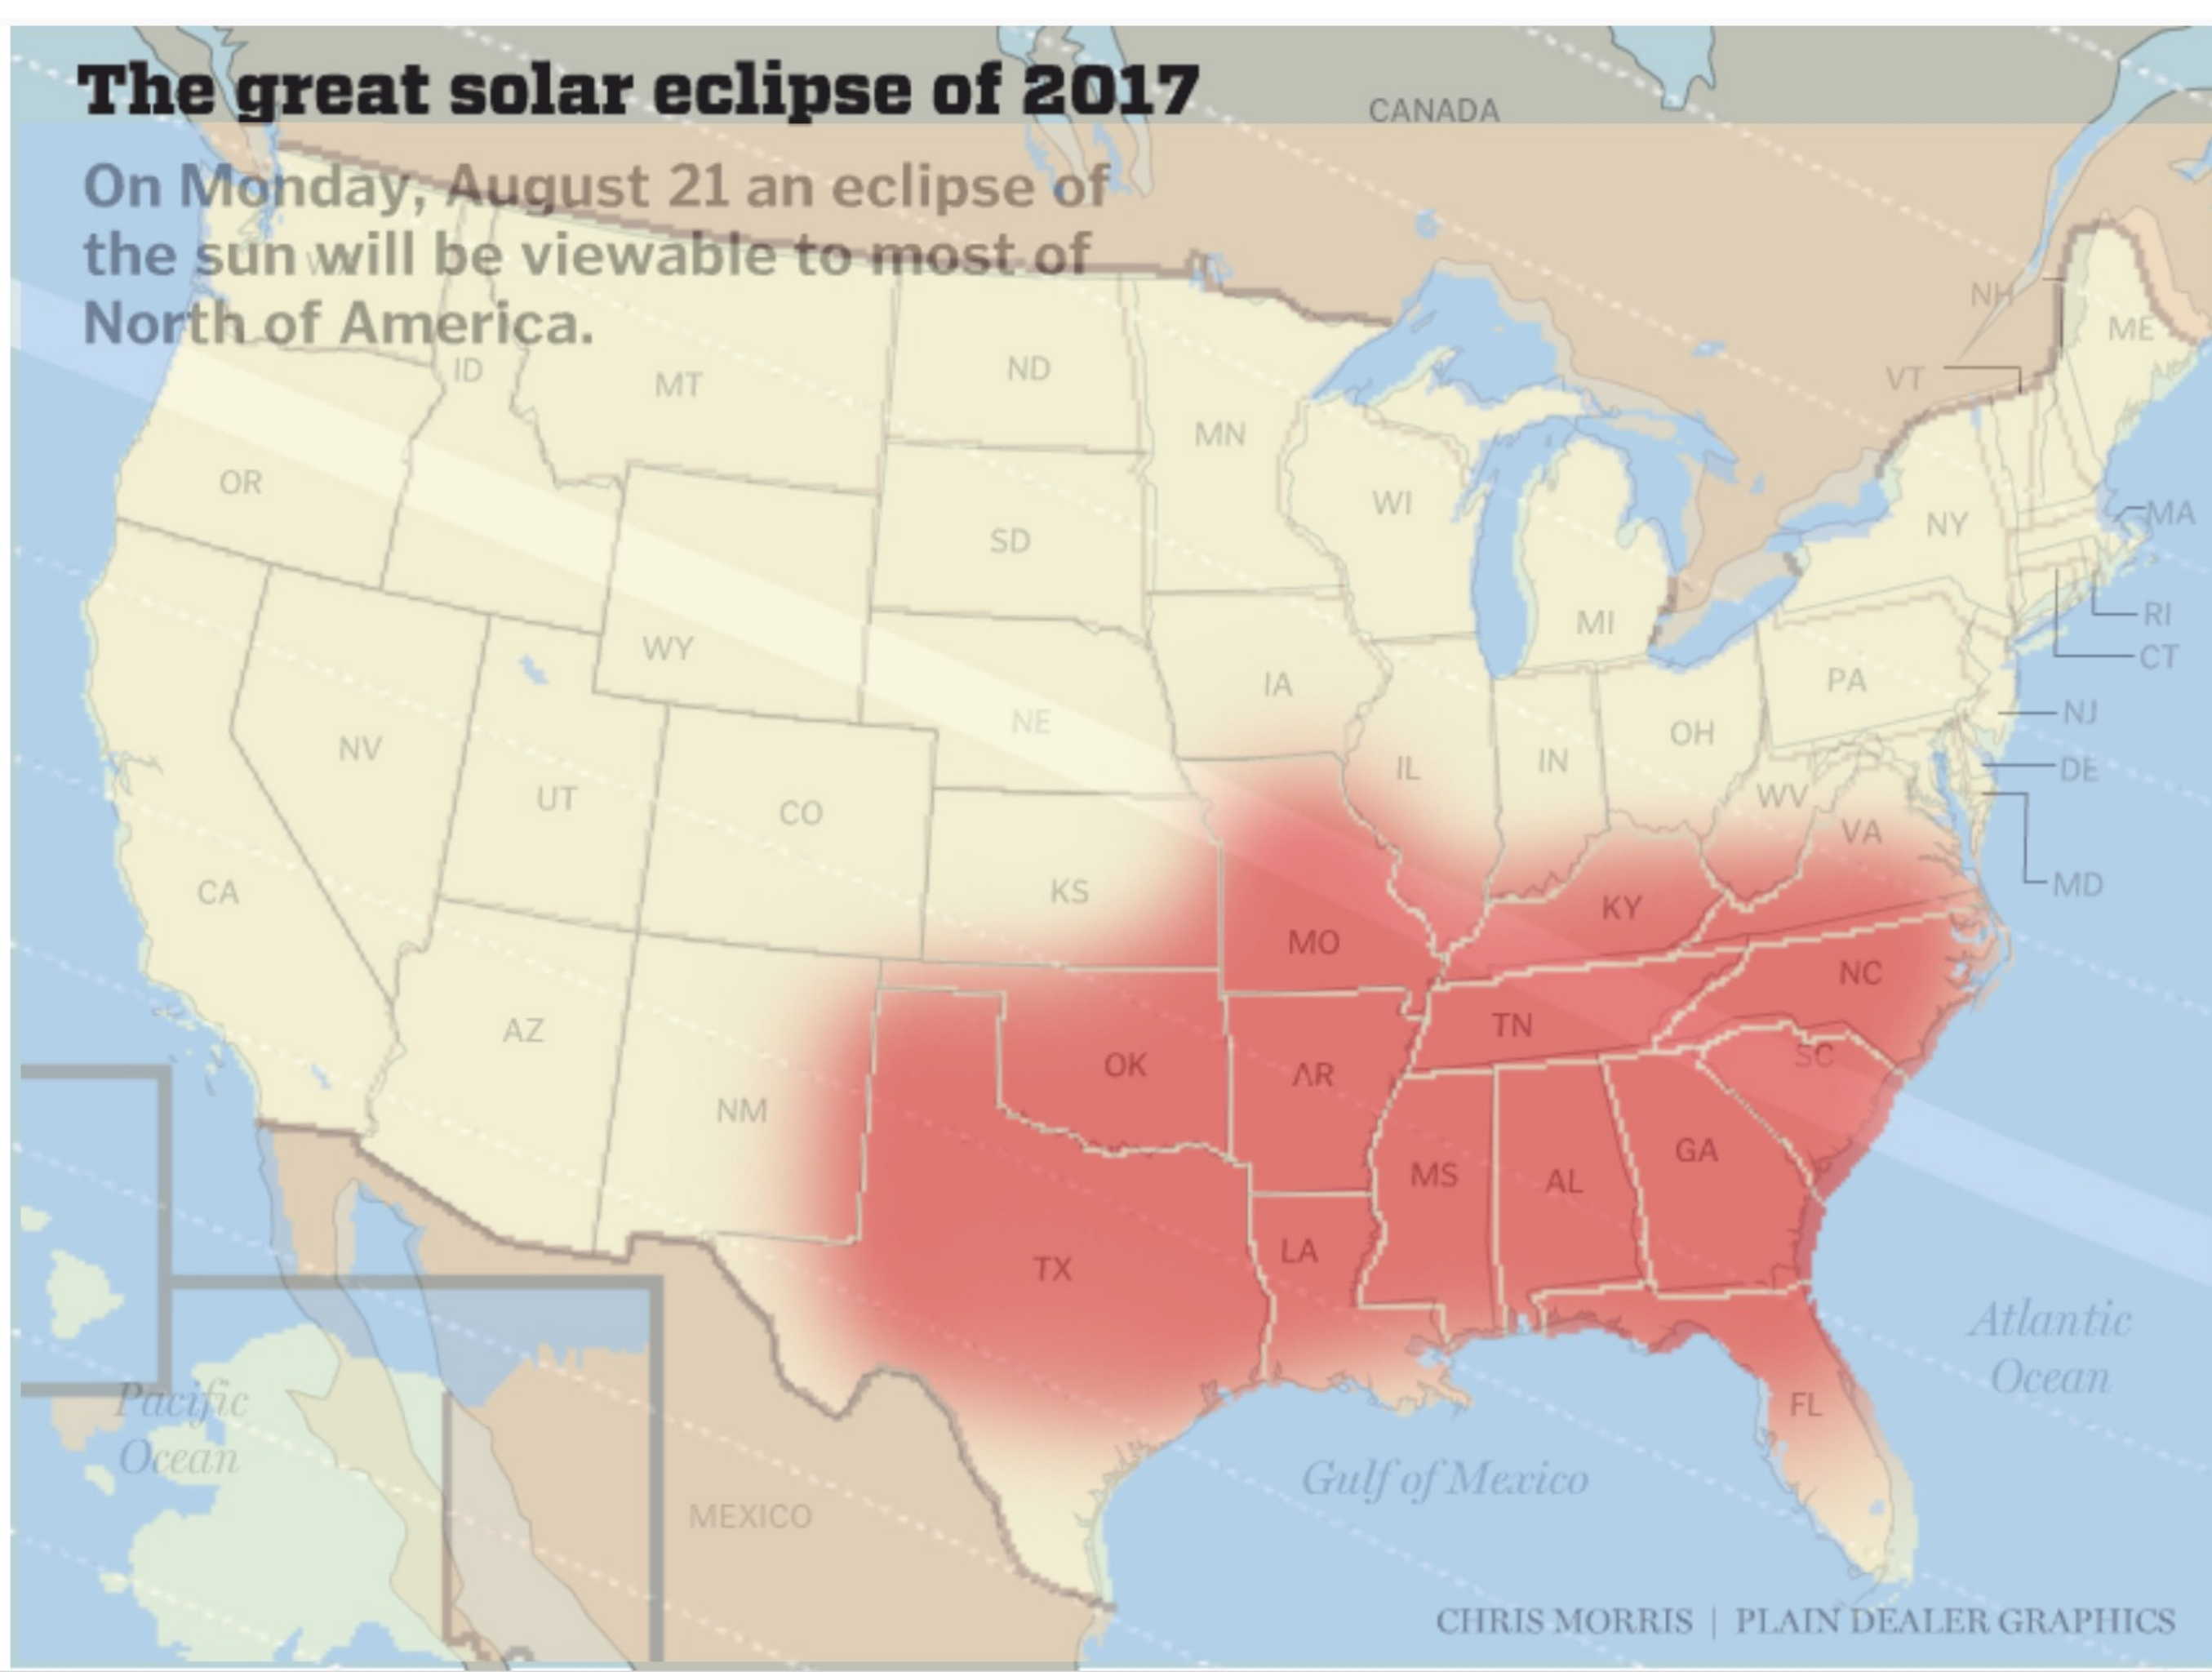 The great solar eclipse of 2017
CANADA
On Monday, August 21 an eclipse of
the sun will be viewable to most of
North of America.
WA
NH
ME
VT
ID
MT
ND
MN
OR
SD
WI
NY
MA
MI
RI
WY
CT
IA
PA
NE
NJ
NV
OH
IL
IN
DE
UT
CO
WV
VA
CA
KS
MD
KY
MO
NC
AZ
TN
OK
AR
SC
NM
GA
MS
AL
LA
TX
Atlantic
Ocean
Pacific
Ocean
FL
Gulf of Mexico
MEXICO
CHRIS MORRIS | PLAIN DEALER GRAPHICS